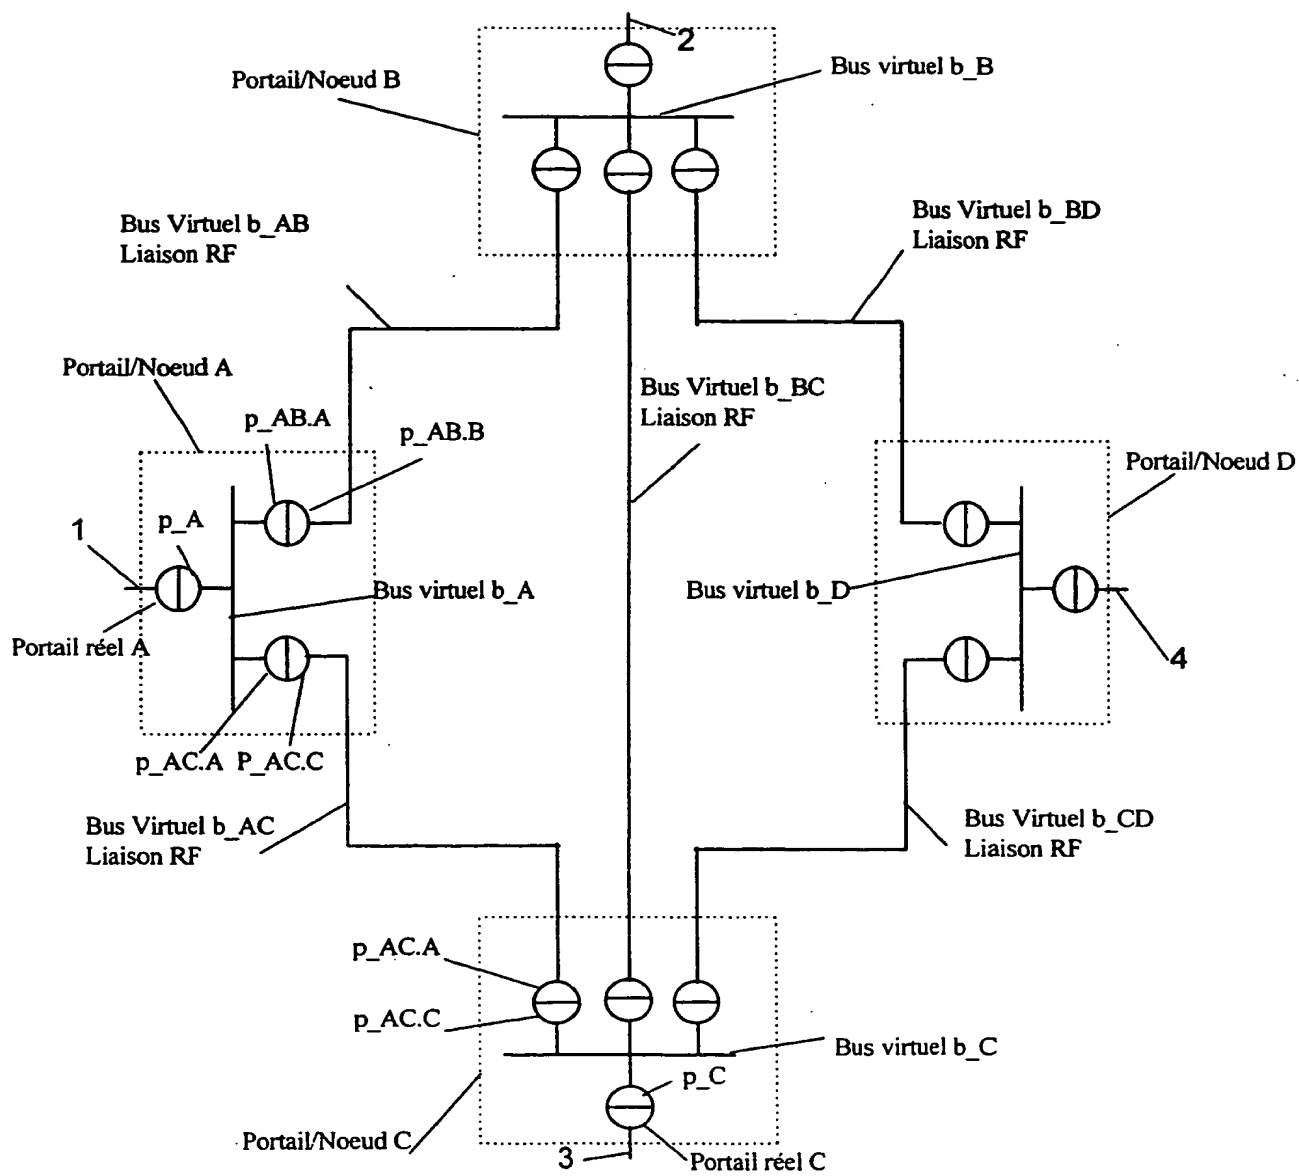 2
Bus virtuel b_B
Portail/Noeud B
Bus Virtuel b_AB
Liaison RF
Bus Virtuel b_BD
Liaison RF
Portail/Noeud A
Bus Virtuel b_BC
Liaison RF
p_AB.A
p_AB.B
Portail/Noeud D
1
p_A
Bus virtuel b_A
Bus virtuel b_D
Portail réel A
4
p_AC.A
P_AC.C
Bus Virtuel b_AC
Liaison RF
Bus Virtuel b_CD
Liaison RF
p_AC.A
p_AC.C
Bus virtuel b_C
p_C
Portail/Noeud C
3
Portail réel C